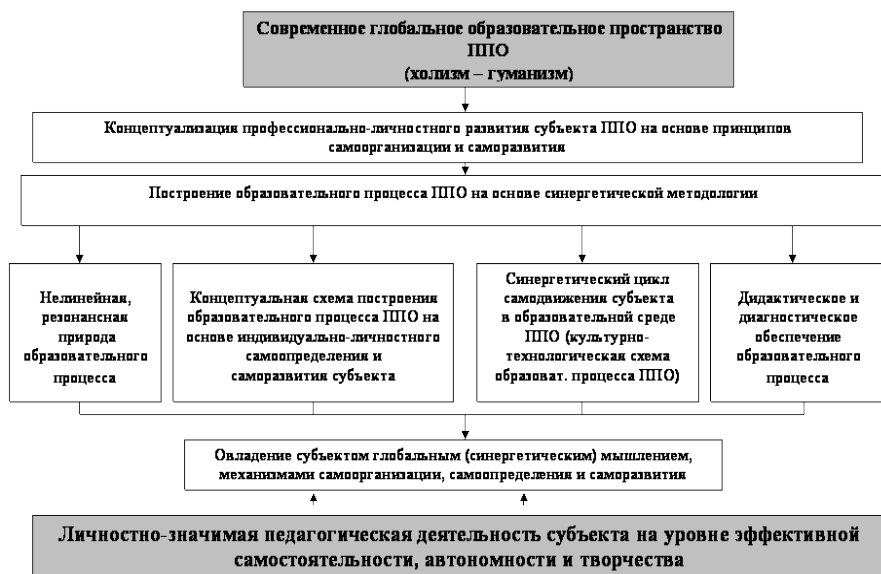 Современное глобальное образовательное пространство
ППО
(холизм – гуманизм)
Концептуализация профессионально-личностного развития субъекта ППО на основе принципов
самоорганизации и саморазвития
Построение образовательного процесса ППО на основе синергетической методологии
Нелинейная,
резонансная
природа
образовательного
процесса
Концептуальная схема построения
образовательного процесса ППО на
основе индивидуально-личностного
самоопределения и
саморазвития субъекта
Синергетический цикл
самодвижения субъекта
в образовательной среде
ППО (культурно-
технологическая схема
образоват. процесса ППО)
Дидактическое и
диагностическое
обеспечение
образовательного
процесса
Овладение субъектом глобальным (синергетическим) мышлением,
механизмами самоорганизации, самоопределения и саморазвития
Личностно-значимая педагогическая деятельность субъекта на уровне эффективной
самостоятельности, автономности и творчества